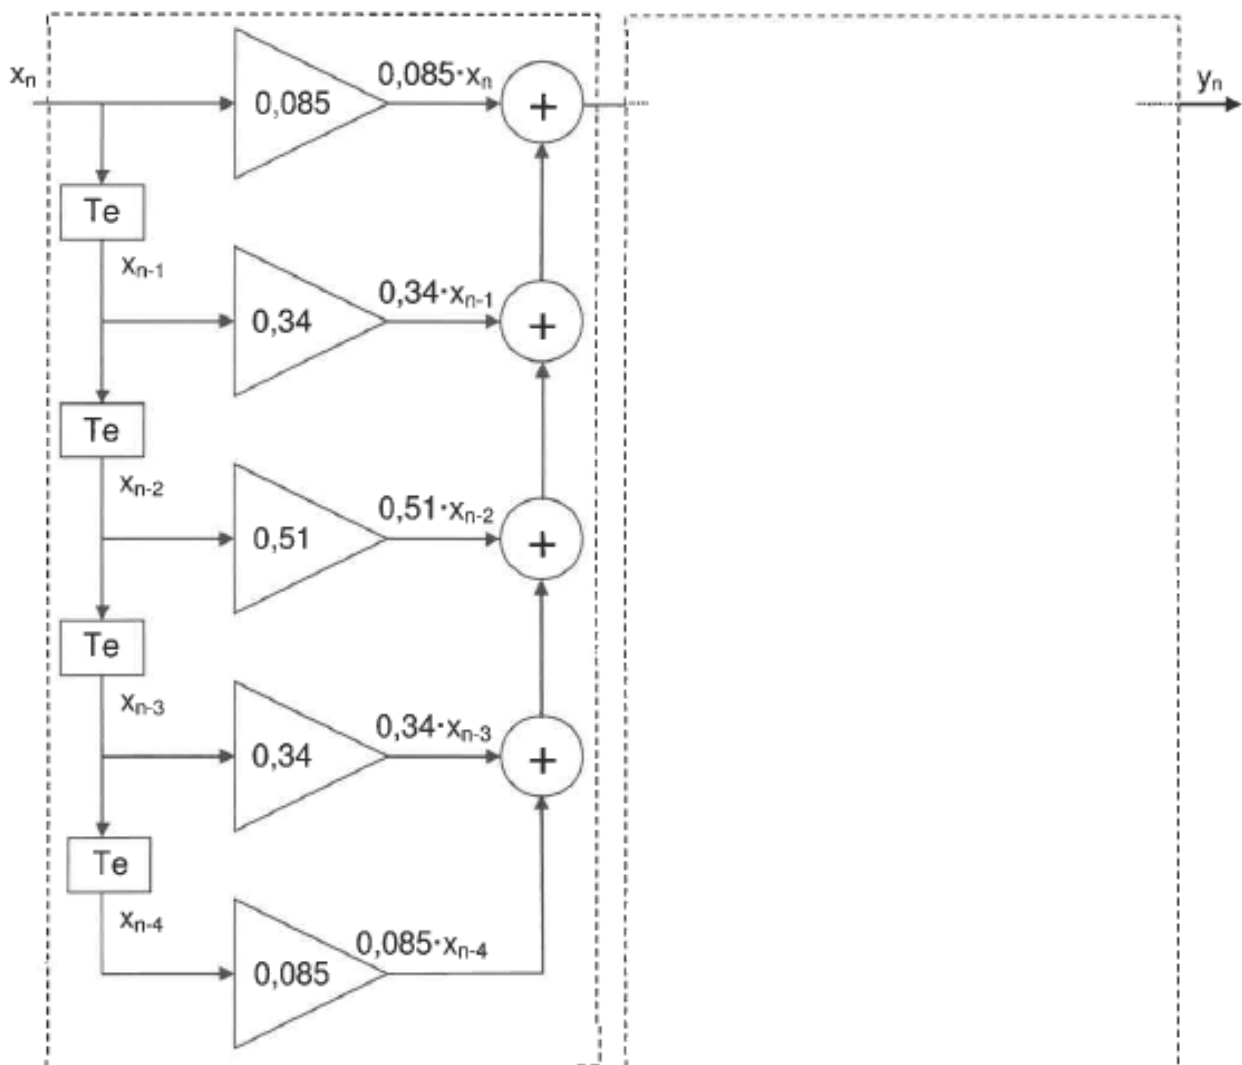 xn
0,085
0,085·xn
+
yn
Te
xn-1
0,34
0,34·xn-1
+
Te
xn-2
0,51
0,51·xn-2
+
Te
xn-3
0,34
0,34·xn-3
+
Te
xn-4
0,085
0,085·xn-4